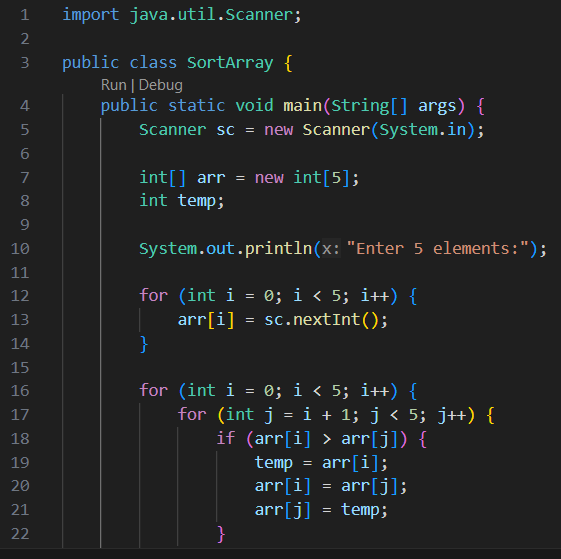 1 import java.util.Scanner;
2
3 public class SortArray {
Run | Debug
4 public static void main(String[] args) {
5 Scanner sc = new Scanner(System.in);
6
7 int[] arr = new int[5];
8 int temp;
9
10 System.out.println(x: "Enter 5 elements:");
11
12 for (int i = 0; i < 5; i++) {
13 arr[i] = sc.nextInt();
14 }
15
16 for (int i = 0; i < 5; i++) {
17 for (int j = i + 1; j < 5; j++) {
18 if (arr[i] > arr[j]) {
19 temp = arr[i];
20 arr[i] = arr[j];
21 arr[j] = temp;
22 }